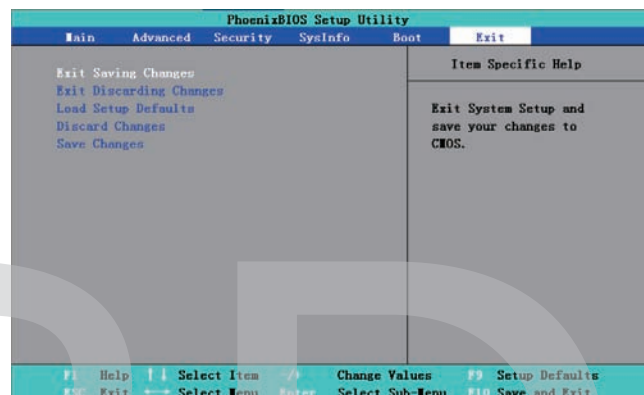 PhoenixBIOS Setup Utility
Main Advanced Security SysInfo Boot Exit
Item Specific Help
Exit Saving Changes
Exit Discarding Changes
Load Setup Defaults
Discard Changes
Save Changes
Exit System Setup and
save your changes to
CMOS.
F1 Help ↑↓ Select Item -/+ Change Values F9 Setup Defaults
ESC Exit ←→ Select Menu Enter Select Sub-Menu F10 Save and Exit